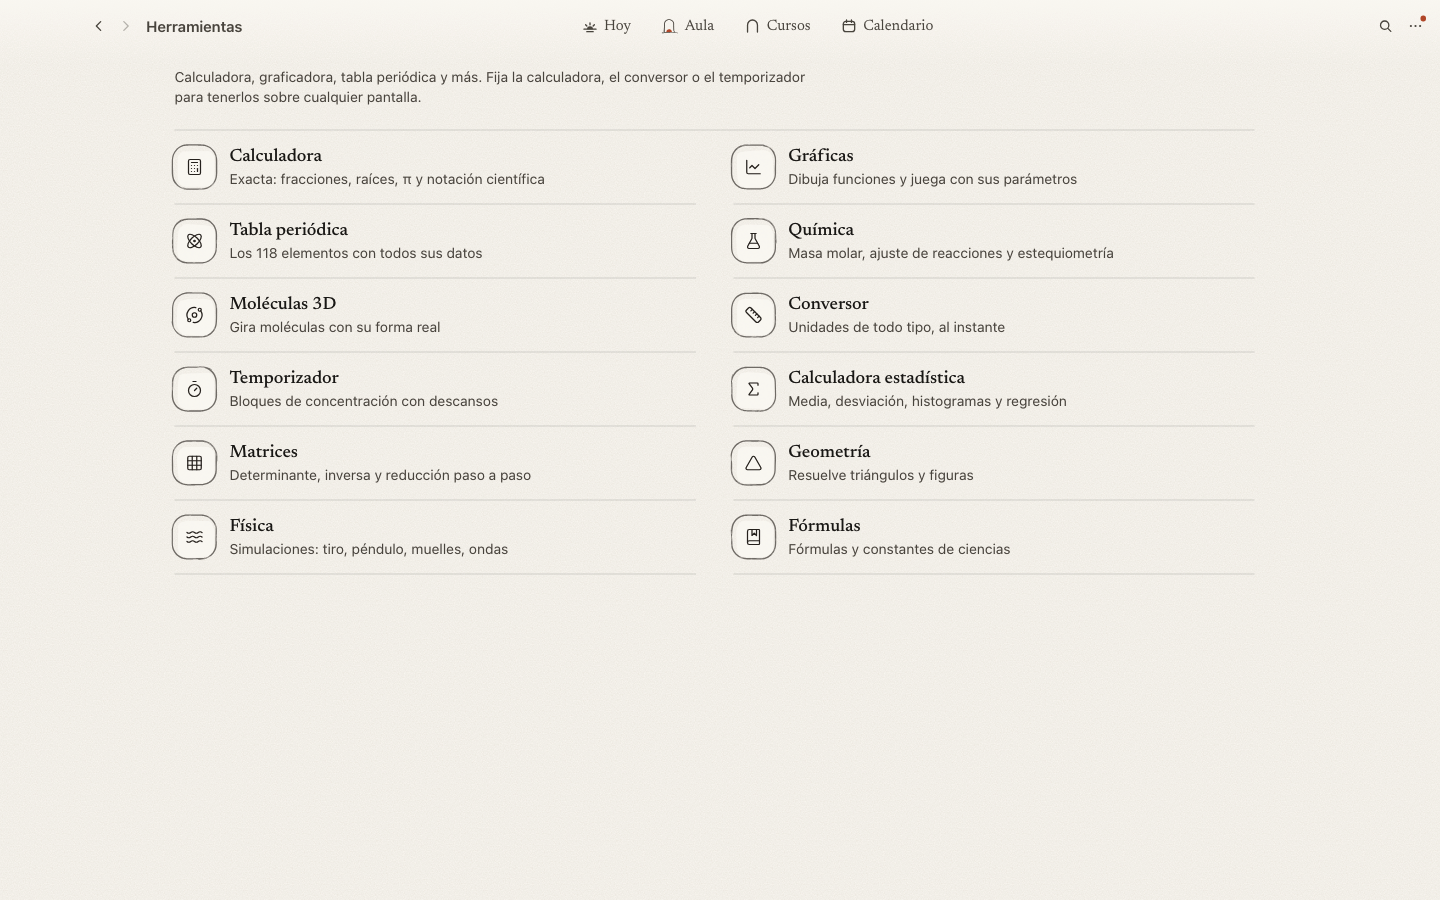 Herramientas
Hoy
Aula
Cursos
Calendario
Calculadora, graficadora, tabla periódica y más. Fija la calculadora, el conversor o el temporizador
para tenerlos sobre cualquier pantalla.
Calculadora
Exacta: fracciones, raíces, π y notación científica
Gráficas
Dibuja funciones y juega con sus parámetros
Tabla periódica
Los 118 elementos con todos sus datos
Química
Masa molar, ajuste de reacciones y estequiometría
Moléculas 3D
Gira moléculas con su forma real
Conversor
Unidades de todo tipo, al instante
Temporizador
Bloques de concentración con descansos
Calculadora estadística
Media, desviación, histogramas y regresión
Matrices
Determinante, inversa y reducción paso a paso
Geometría
Resuelve triángulos y figuras
Física
Simulaciones: tiro, péndulo, muelles, ondas
Fórmulas
Fórmulas y constantes de ciencias